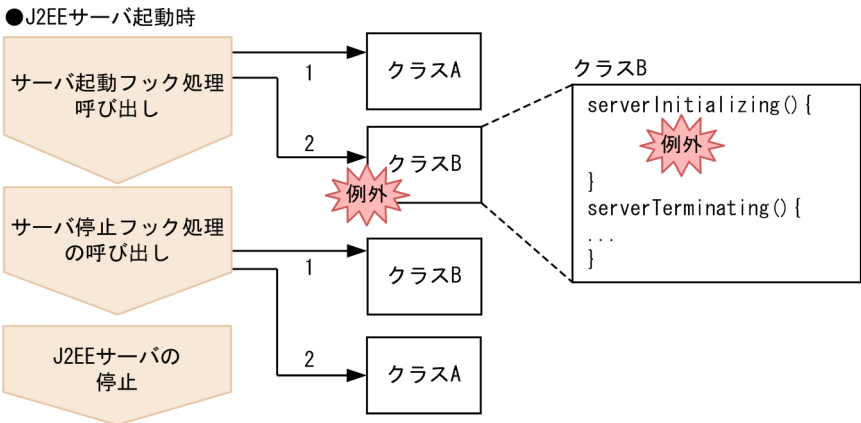 ●J2EEサーバ起動時
サーバ起動フック処理
呼び出し
1
クラスA
2
クラスB
例外
クラスB
serverInitializing(){
例外
}
serverTerminating(){
...
}
サーバ停止フック処理
の呼び出し
1
クラスB
2
クラスA
J2EEサーバの
停止